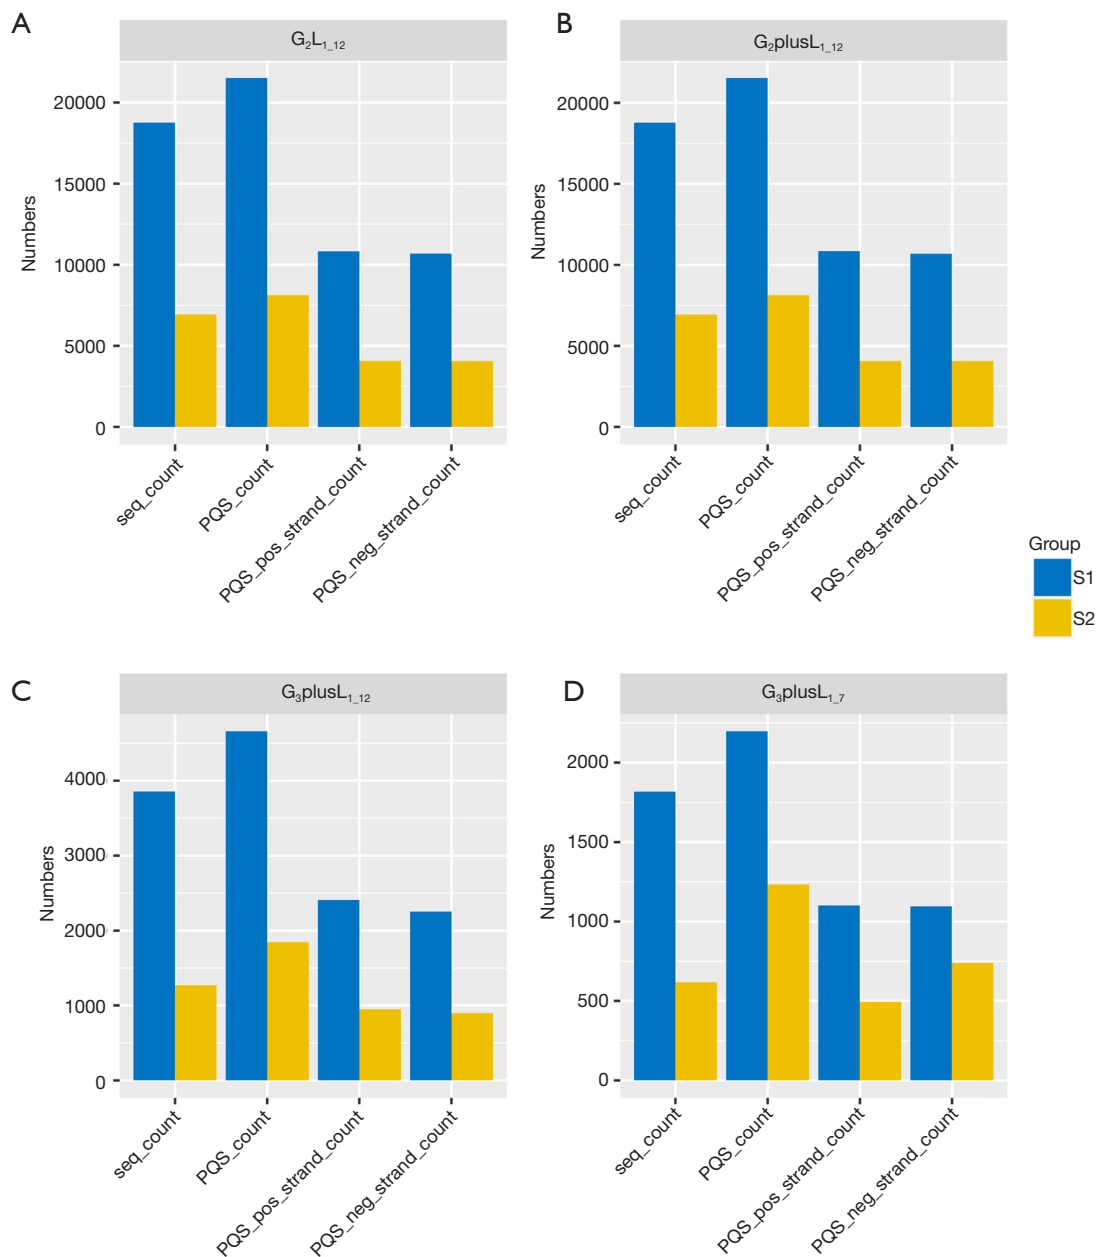 A
G₂L₁_₁₂
Numbers
20000
15000
10000
5000
0
seq_count
PQS_count
PQS_pos_strand_count
PQS_neg_strand_count
B
G₂plusL₁_₁₂
Numbers
20000
15000
10000
5000
0
seq_count
PQS_count
PQS_pos_strand_count
PQS_neg_strand_count
Group
S1
S2
C
G₃plusL₁_₁₂
Numbers
4000
3000
2000
1000
0
seq_count
PQS_count
PQS_pos_strand_count
PQS_neg_strand_count
D
G₃plusL₁_₇
Numbers
2000
1500
1000
500
0
seq_count
PQS_count
PQS_pos_strand_count
PQS_neg_strand_count